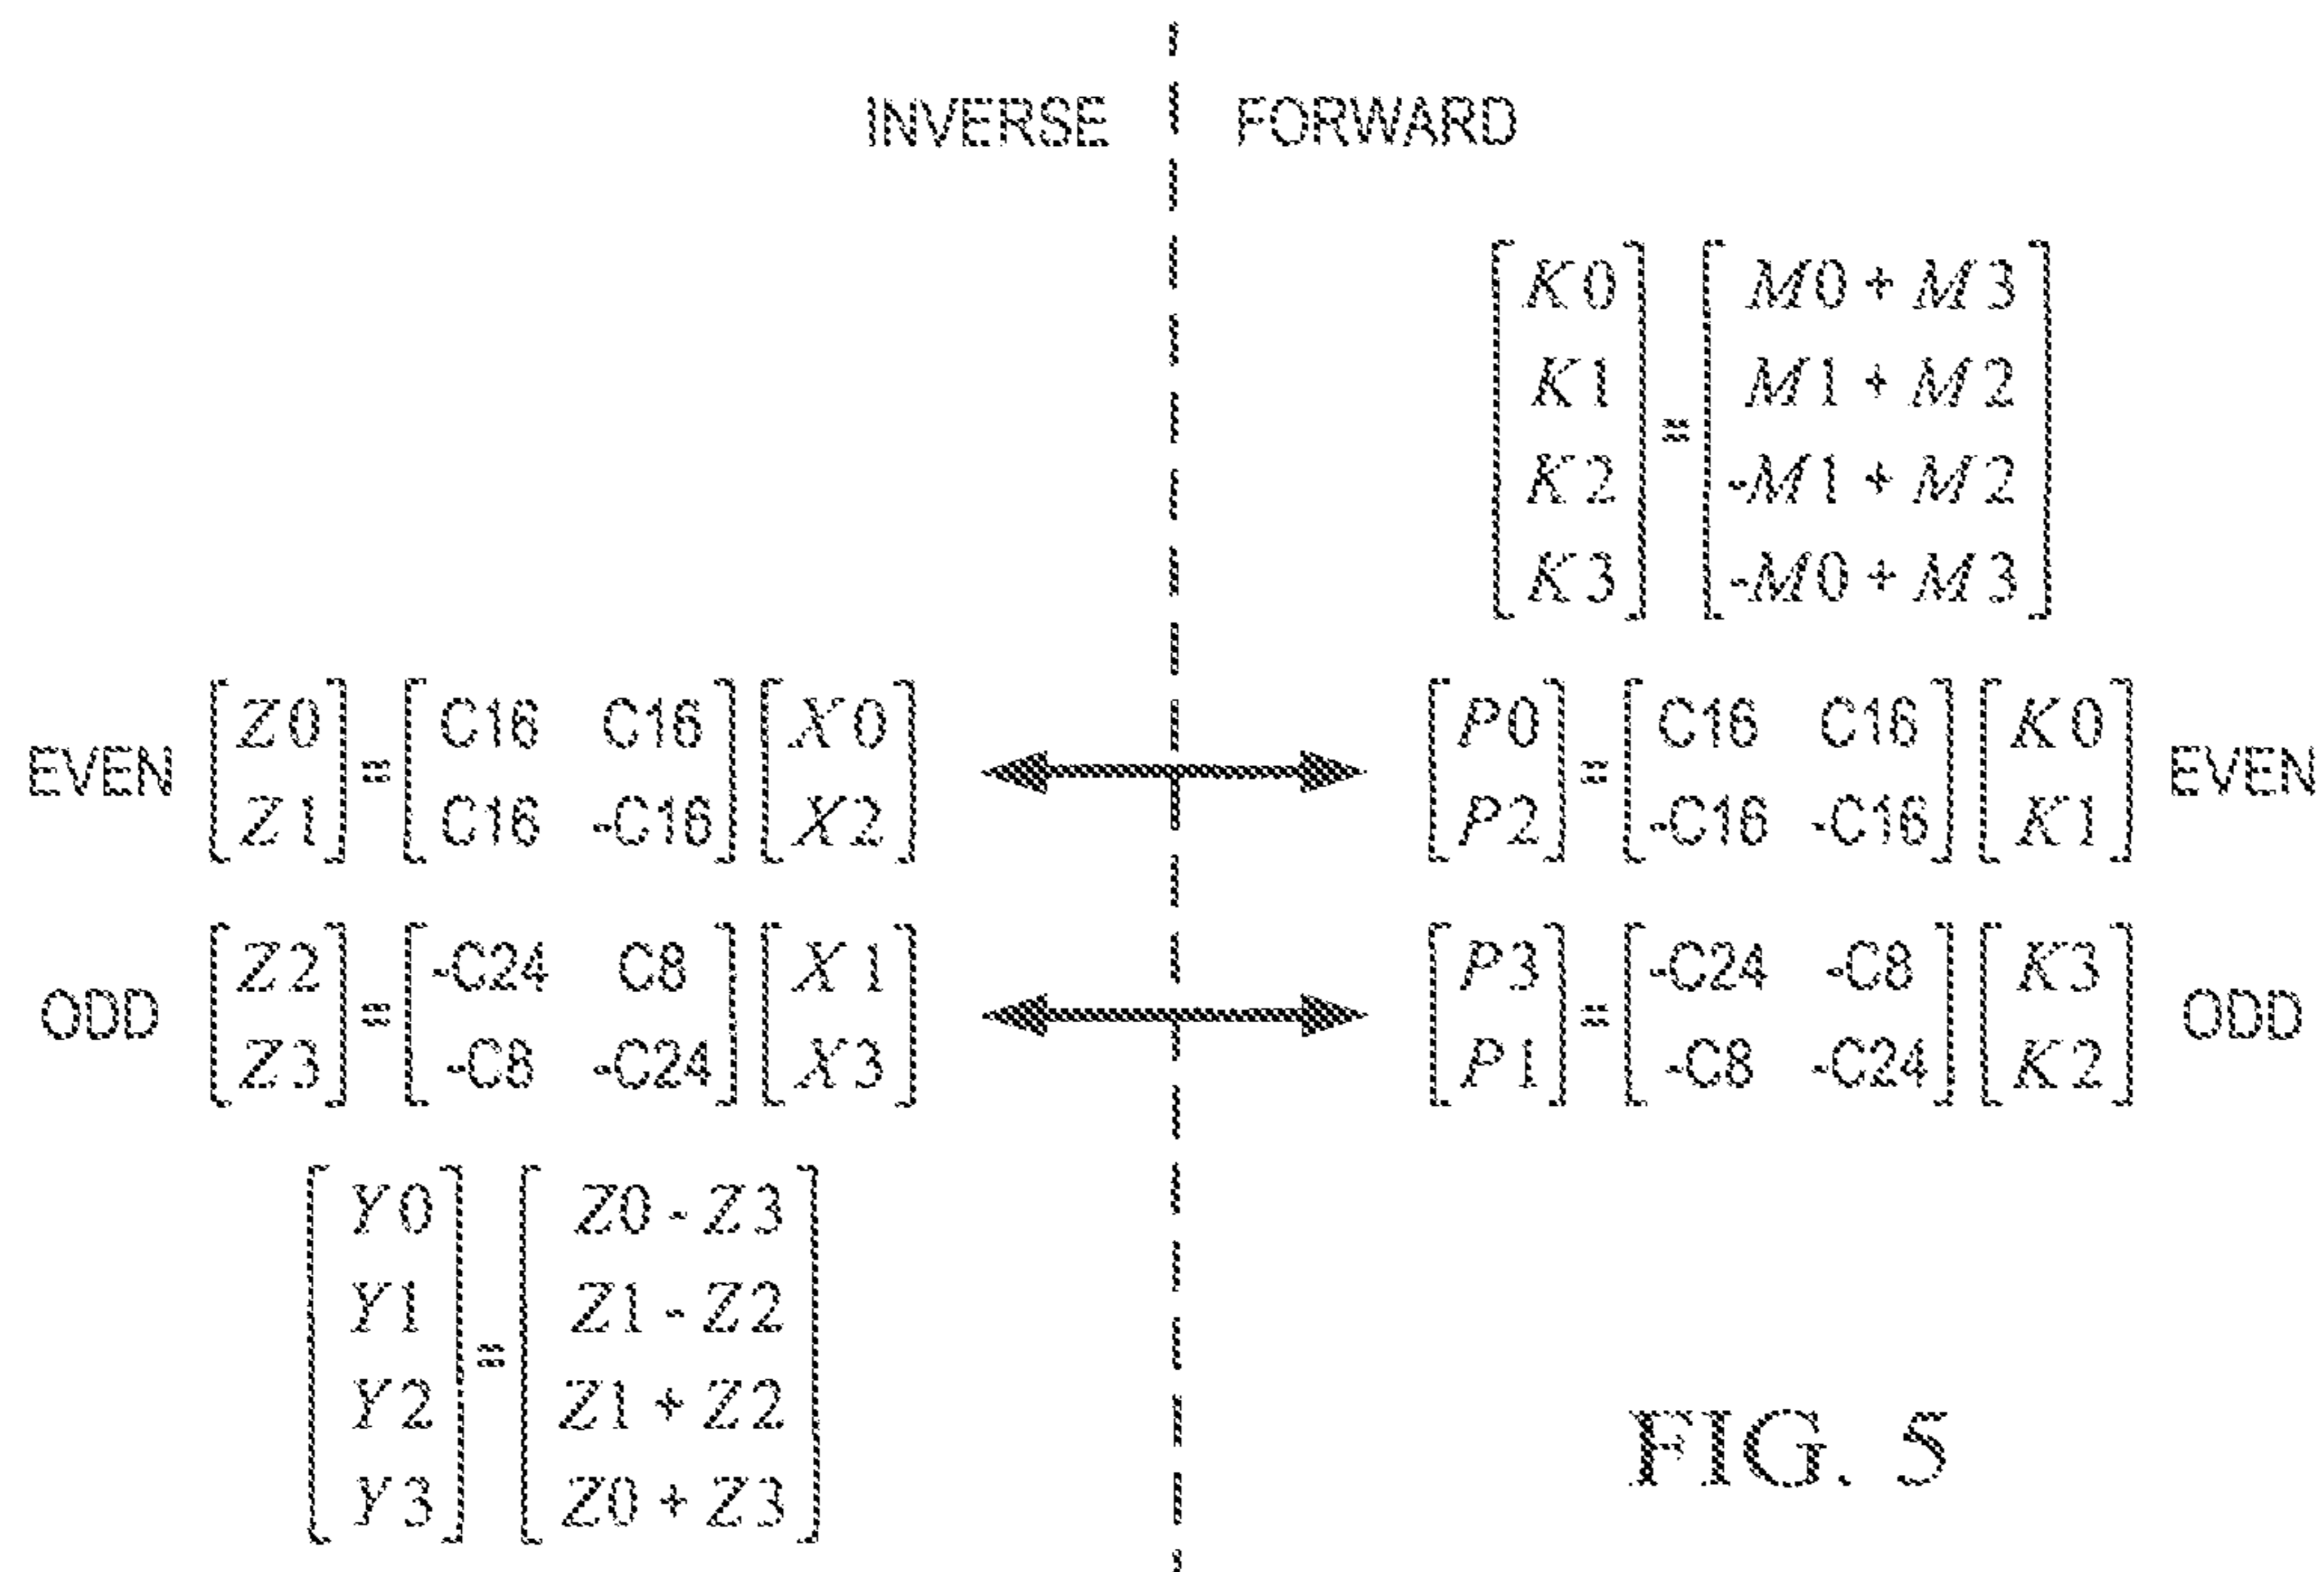 INVERSE FORWARD
K0 = M0 + M3
K1 M1 + M2
K2 -M1 + M2
K3 -M0 + M3
EVEN [Z0 Z1] = [C16 C16 C16 -C16] [X0 X2]
[P0 P2] = [C16 C16 -C16 -C16] [K0 K1] EVEN
ODD [Z2 Z3] = [-C24 C8 -C8 -C24] [X1 X3]
[P3 P1] = [-C24 -C8 -C8 -C24] [K3 K2] ODD
Y0 = Z0 - Z3
Y1 Z1 - Z2
Y2 Z1 + Z2
Y3 Z0 + Z3
FIG. 5